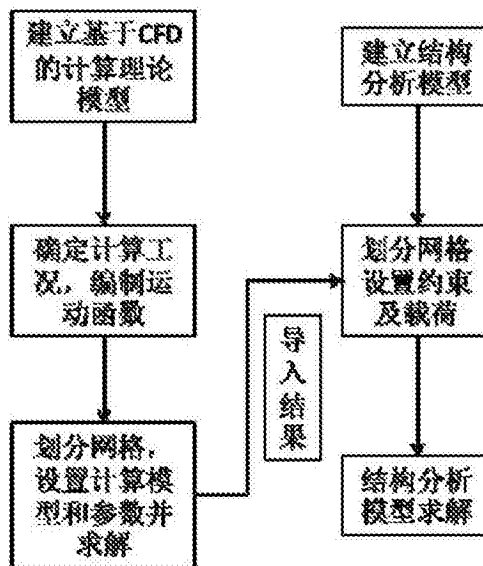 建立基于CFD
的计算理论
模型
确定计算工
况，编制运
动函数
划分网格，
设置计算模
型和参数并
求解
导
入
结
果
建立结构
分析模型
划分网格
设置约束
及载荷
结构分析
模型求解